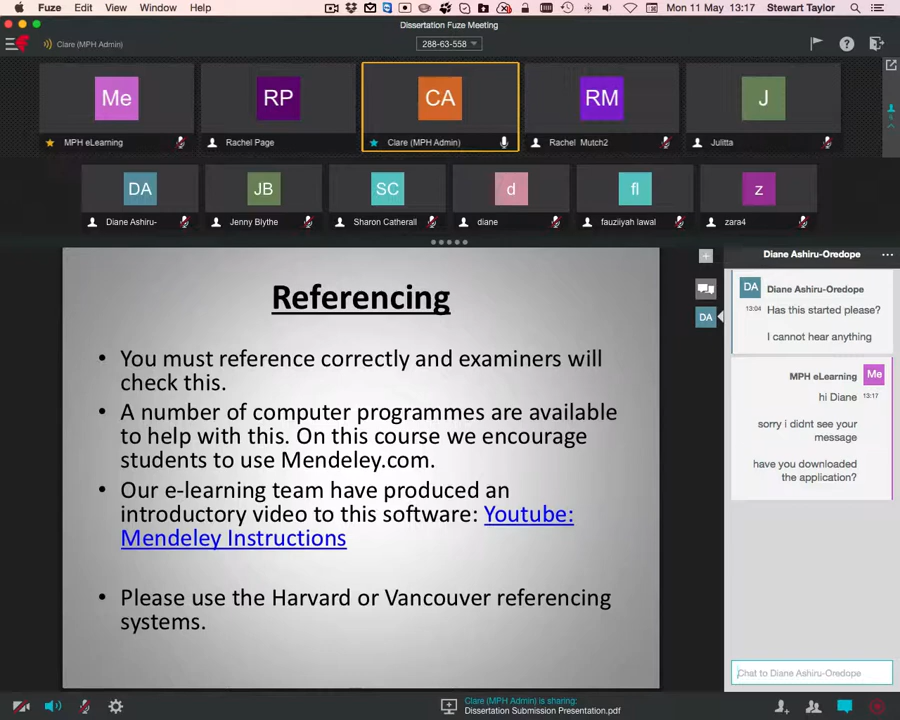 Fuze Edit View Window Help Mon 11 May 13:17 Stewart Taylor
Dissertation Fuze Meeting
Clare (MPH Admin)
288-63-558
Me
RP
CA
RM
J
MPH eLearning
Rachel Page
Clare (MPH Admin)
Rachel Mutch2
Julitta
DA
JB
SC
d
fl
z
Diane Ashiru-
Jenny Blythe
Sharon Catherall
diane
fauziiyah lawal
zara4
Referencing
• You must reference correctly and examiners will
check this.
• A number of computer programmes are available
to help with this. On this course we encourage
students to use Mendeley.com.
• Our e-learning team have produced an
introductory video to this software: Youtube:
Mendeley Instructions
• Please use the Harvard or Vancouver referencing
systems.
DA
Diane Ashiru-Oredope
DA Diane Ashiru-Oredope
13:04 Has this started please?
I cannot hear anything
MPH eLearning Me
hi Diane 13:17
sorry i didnt see your
message
have you downloaded
the application?
Chat to Diane Ashiru-Oredope
Clare (MPH Admin) is sharing:
Dissertation Submission Presentation.pdf